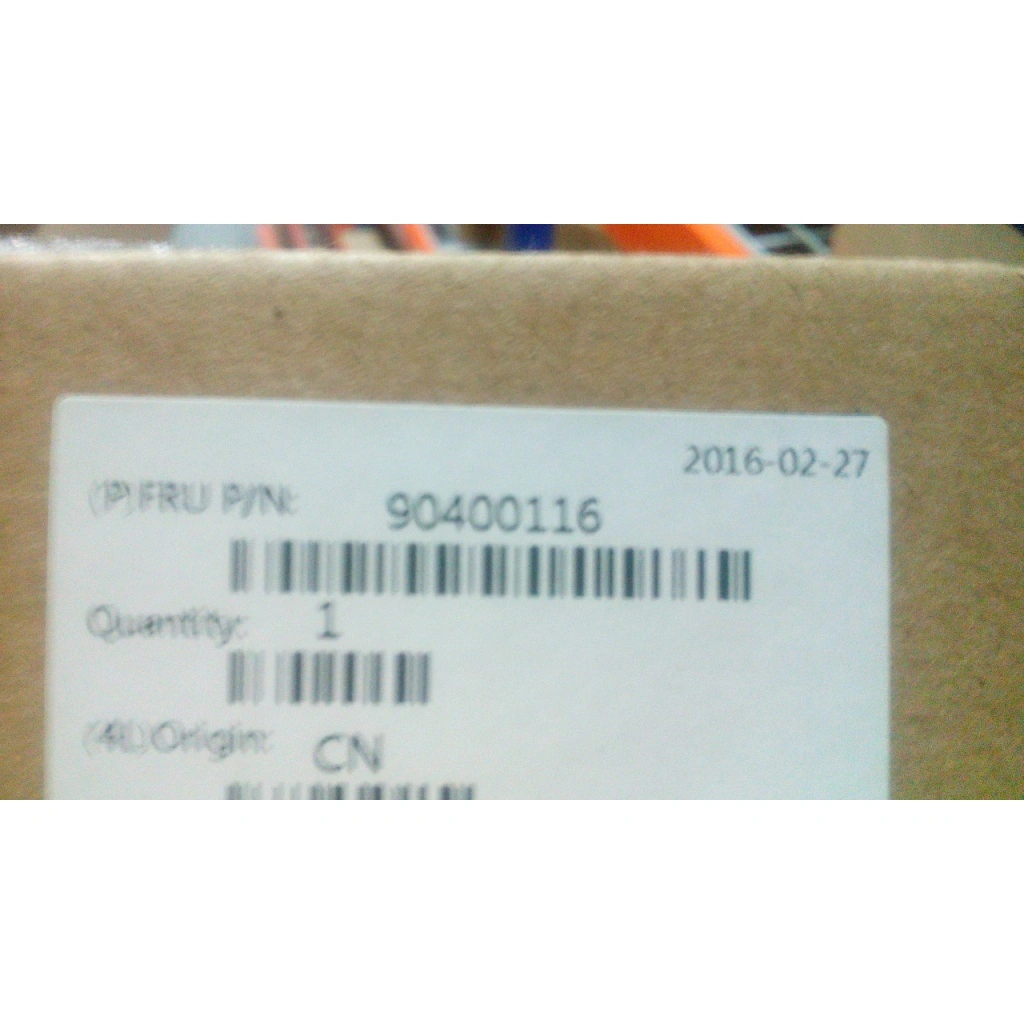 2016-02-27
(P)FRU P/N: 90400116
Quantity: 1
(4L)Origin: CN